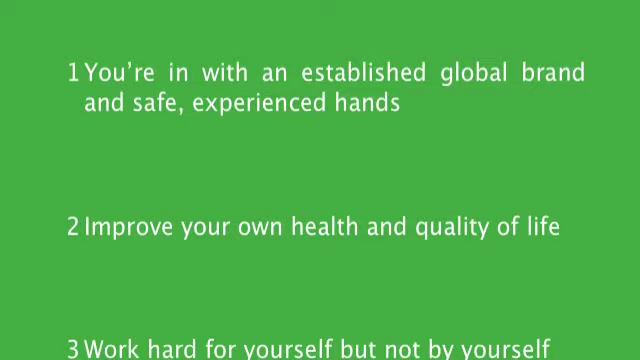 1 You’re in with an established global brand
and safe, experienced hands
2 Improve your own health and quality of life
3 Work hard for yourself but not by yourself